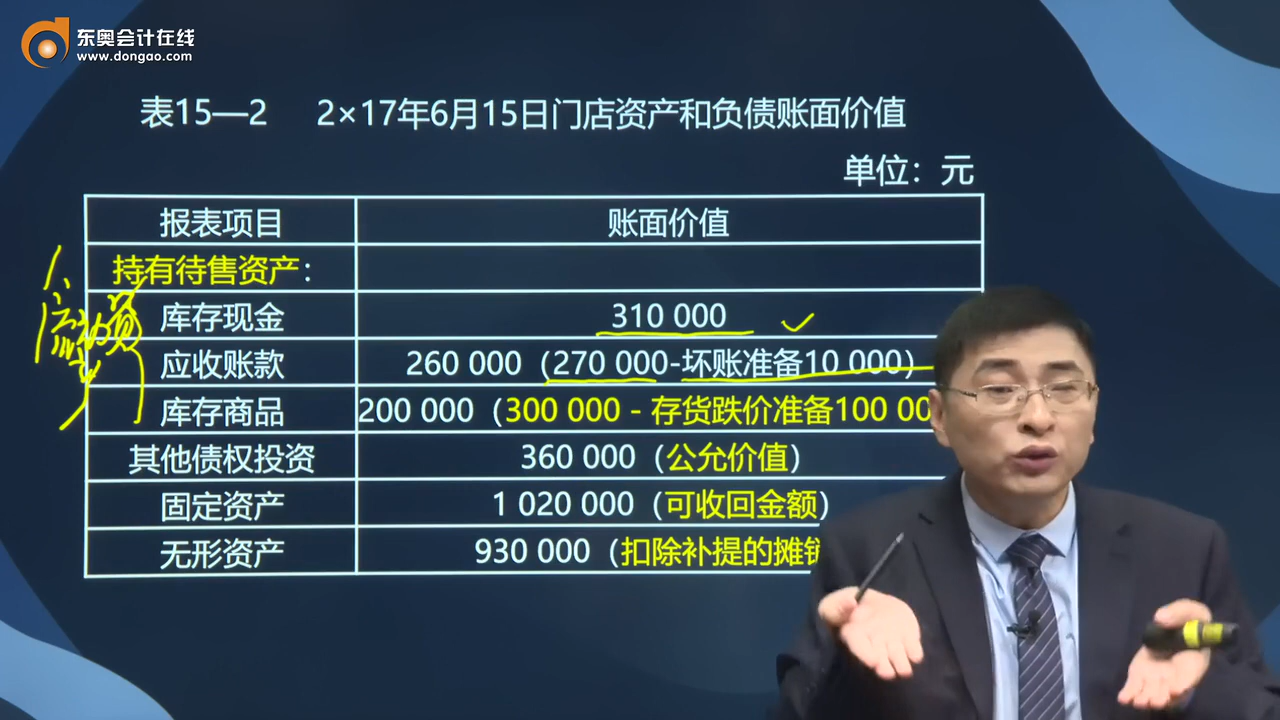 东奥会计在线
www.dongao.com
表15—2 2×17年6月15日门店资产和负债账面价值
单位：元
报表项目 账面价值
持有待售资产：
库存现金 310 000
应收账款 260 000（270 000-坏账准备10 000）
库存商品 200 000（300 000 - 存货跌价准备100 00
其他债权投资 360 000（公允价值）
固定资产 1 020 000（可收回金额）
无形资产 930 000（扣除补提的摊
流动资